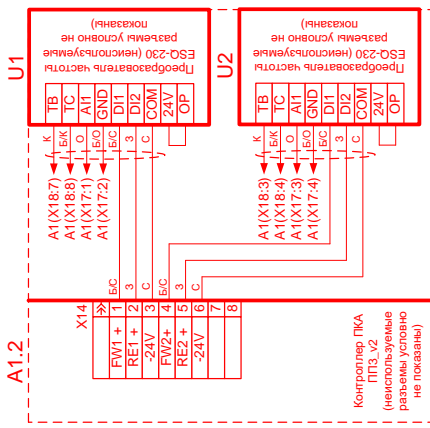 U1
Преобразователь частоты
ESQ-230 (неиспользуемые
разъемы условно не
показаны)
TB
TC
AI1
GND
DI1
DI2
COM
24V
OP
К
Б/К
О
Б/О
Б/С
З
С
A1(X18:7)
A1(X18:8)
A1(X17:1)
A1(X17:2)
U2
Преобразователь частоты
ESQ-230 (неиспользуемые
разъемы условно не
показаны)
TB
TC
AI1
GND
DI1
DI2
COM
24V
OP
К
Б/К
О
Б/О
Б/С
З
С
A1(X18:3)
A1(X18:4)
A1(X17:3)
A1(X17:4)
A1.2
X14
FW1 + 1
RE1 + 2
-24V 3
FW2+ 4
RE2 + 5
-24V 6
7
8
Б/С
З
С
Б/С
З
С
Контроллер ПКА
ПП3_v2
(неиспользуемые
разъемы условно
не показаны)